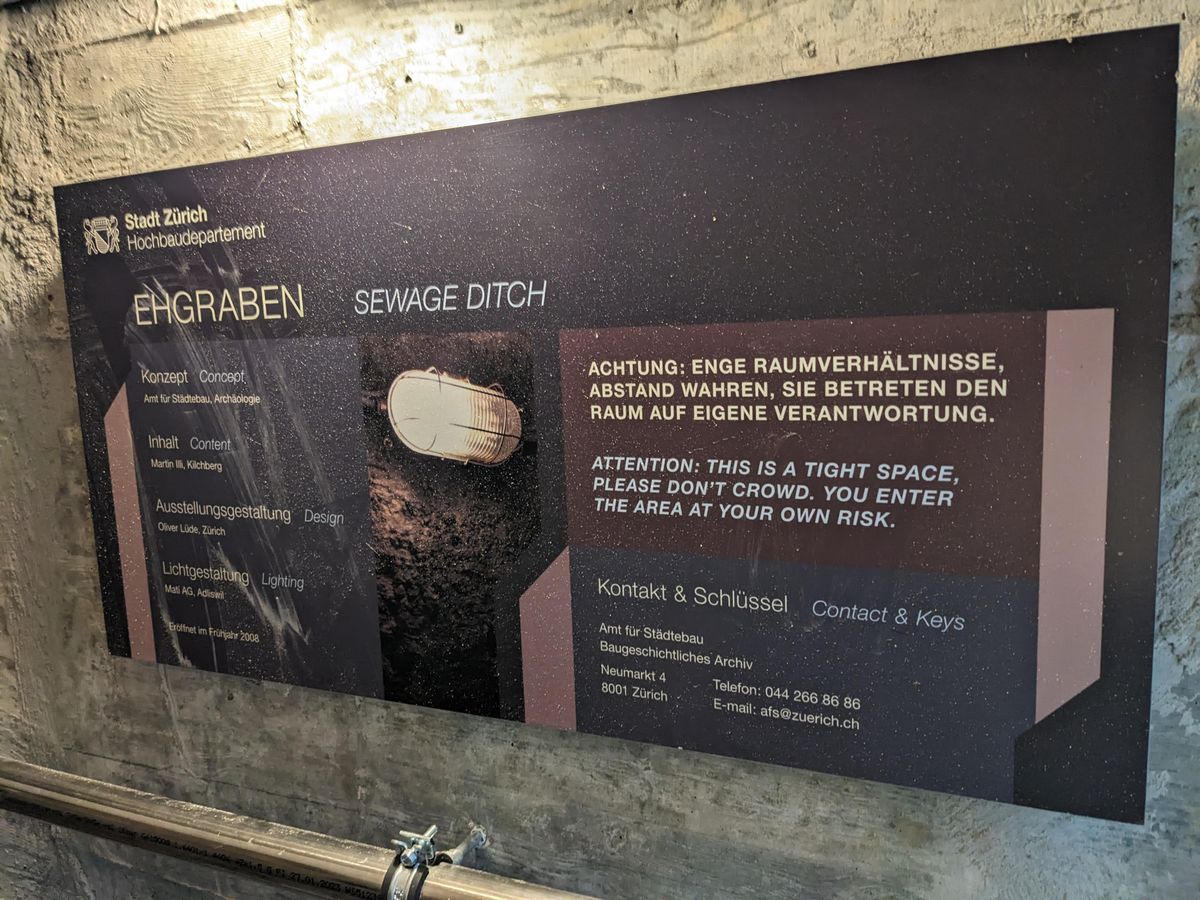 Stadt Zürich
Hochbaudepartement
EHGRABEN SEWAGE DITCH
Konzept Concept
Amt für Städtebau, Archäologie
Inhalt Content
Martin Illi, Kilchberg
Ausstellungsgestaltung Design
Oliver Lüde, Zürich
Lichtgestaltung Lighting
Mati AG, Adliswil
Eröffnet im Frühjahr 2008
ACHTUNG: ENGE RAUMVERHÄLTNISSE,
ABSTAND WAHREN, SIE BETRETEN DEN
RAUM AUF EIGENE VERANTWORTUNG.
ATTENTION: THIS IS A TIGHT SPACE,
PLEASE DON'T CROWD. YOU ENTER
THE AREA AT YOUR OWN RISK.
Kontakt & Schlüssel Contact & Keys
Amt für Städtebau
Baugeschichtliches Archiv
Neumarkt 4
8001 Zürich
Telefon: 044 266 86 86
E-mail: afs@zuerich.ch
27.01.2023